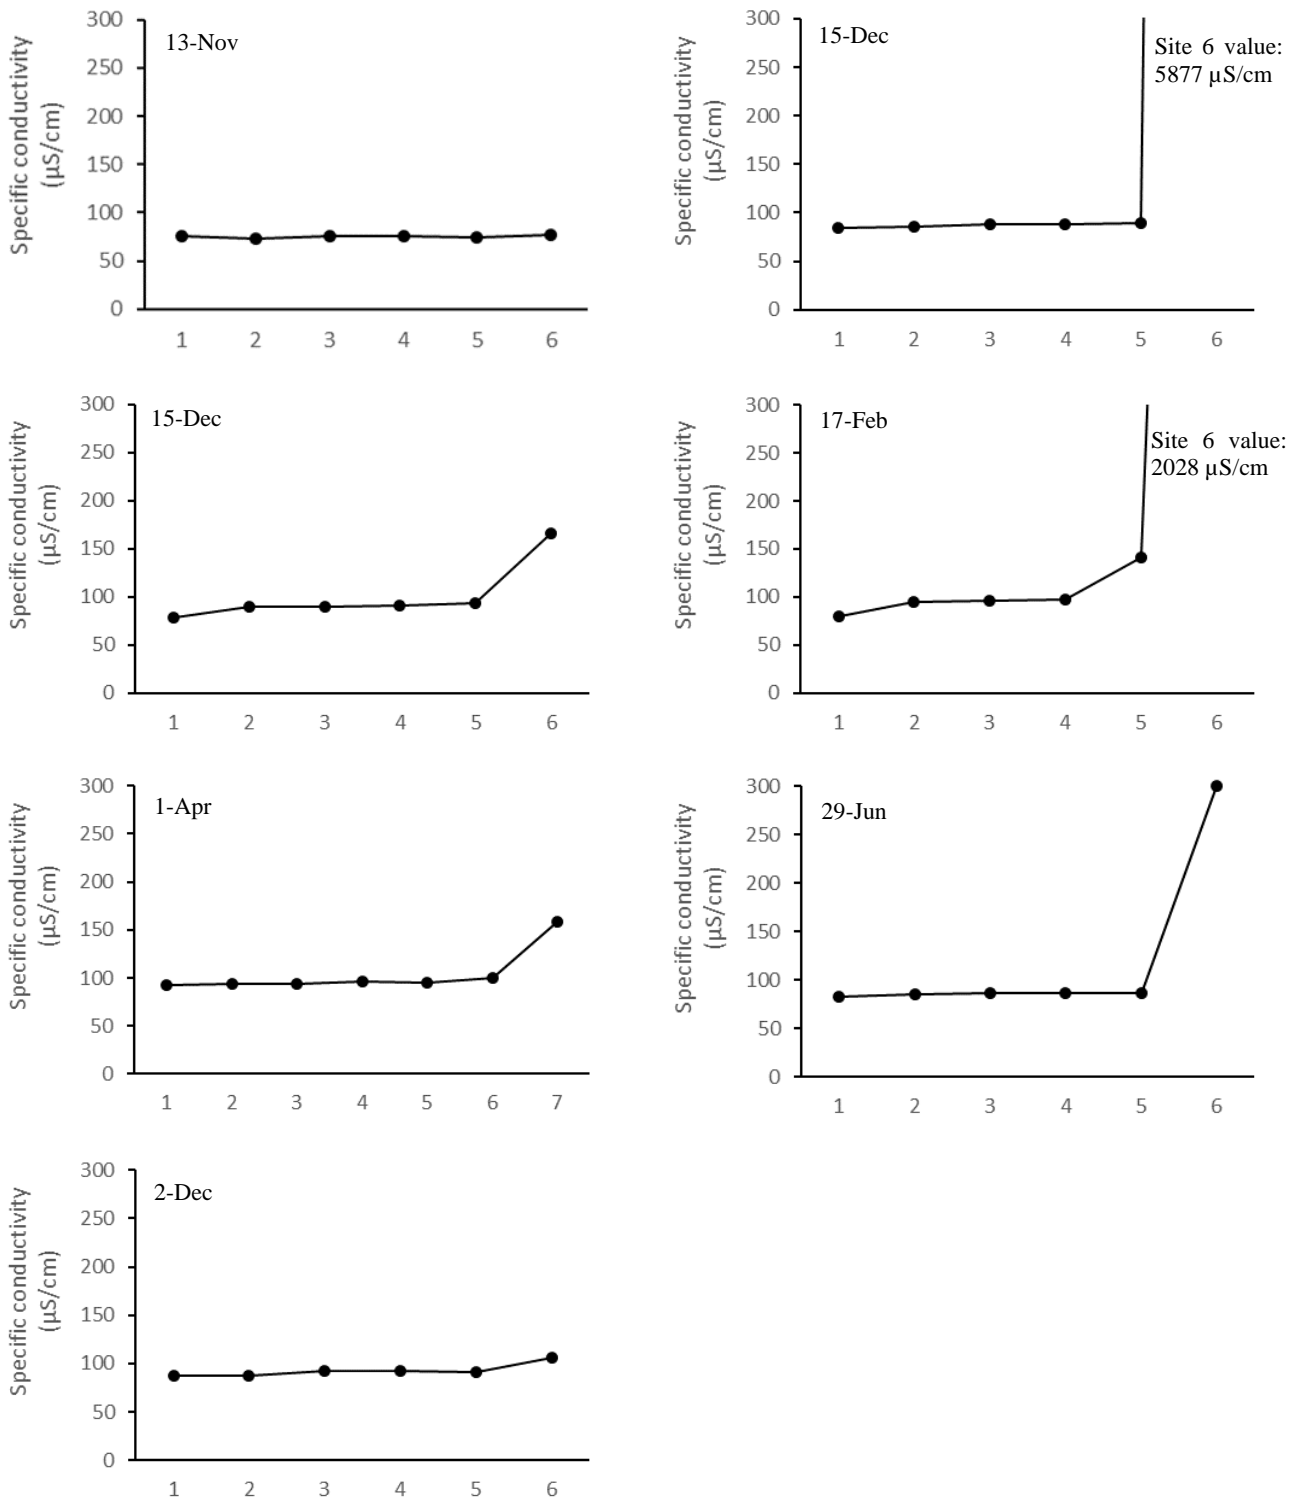 Specific conductivity
(µS/cm)
300
250
200
150
100
50
0
13-Nov
1 2 3 4 5 6
Specific conductivity
(µS/cm)
300
250
200
150
100
50
0
15-Dec
Site 6 value:
5877 µS/cm
1 2 3 4 5 6
Specific conductivity
(µS/cm)
300
250
200
150
100
50
0
15-Dec
1 2 3 4 5 6
Specific conductivity
(µS/cm)
300
250
200
150
100
50
0
17-Feb
Site 6 value:
2028 µS/cm
1 2 3 4 5 6
Specific conductivity
(µS/cm)
300
250
200
150
100
50
0
1-Apr
1 2 3 4 5 6 7
Specific conductivity
(µS/cm)
300
250
200
150
100
50
0
29-Jun
1 2 3 4 5 6
Specific conductivity
(µS/cm)
300
250
200
150
100
50
0
2-Dec
1 2 3 4 5 6